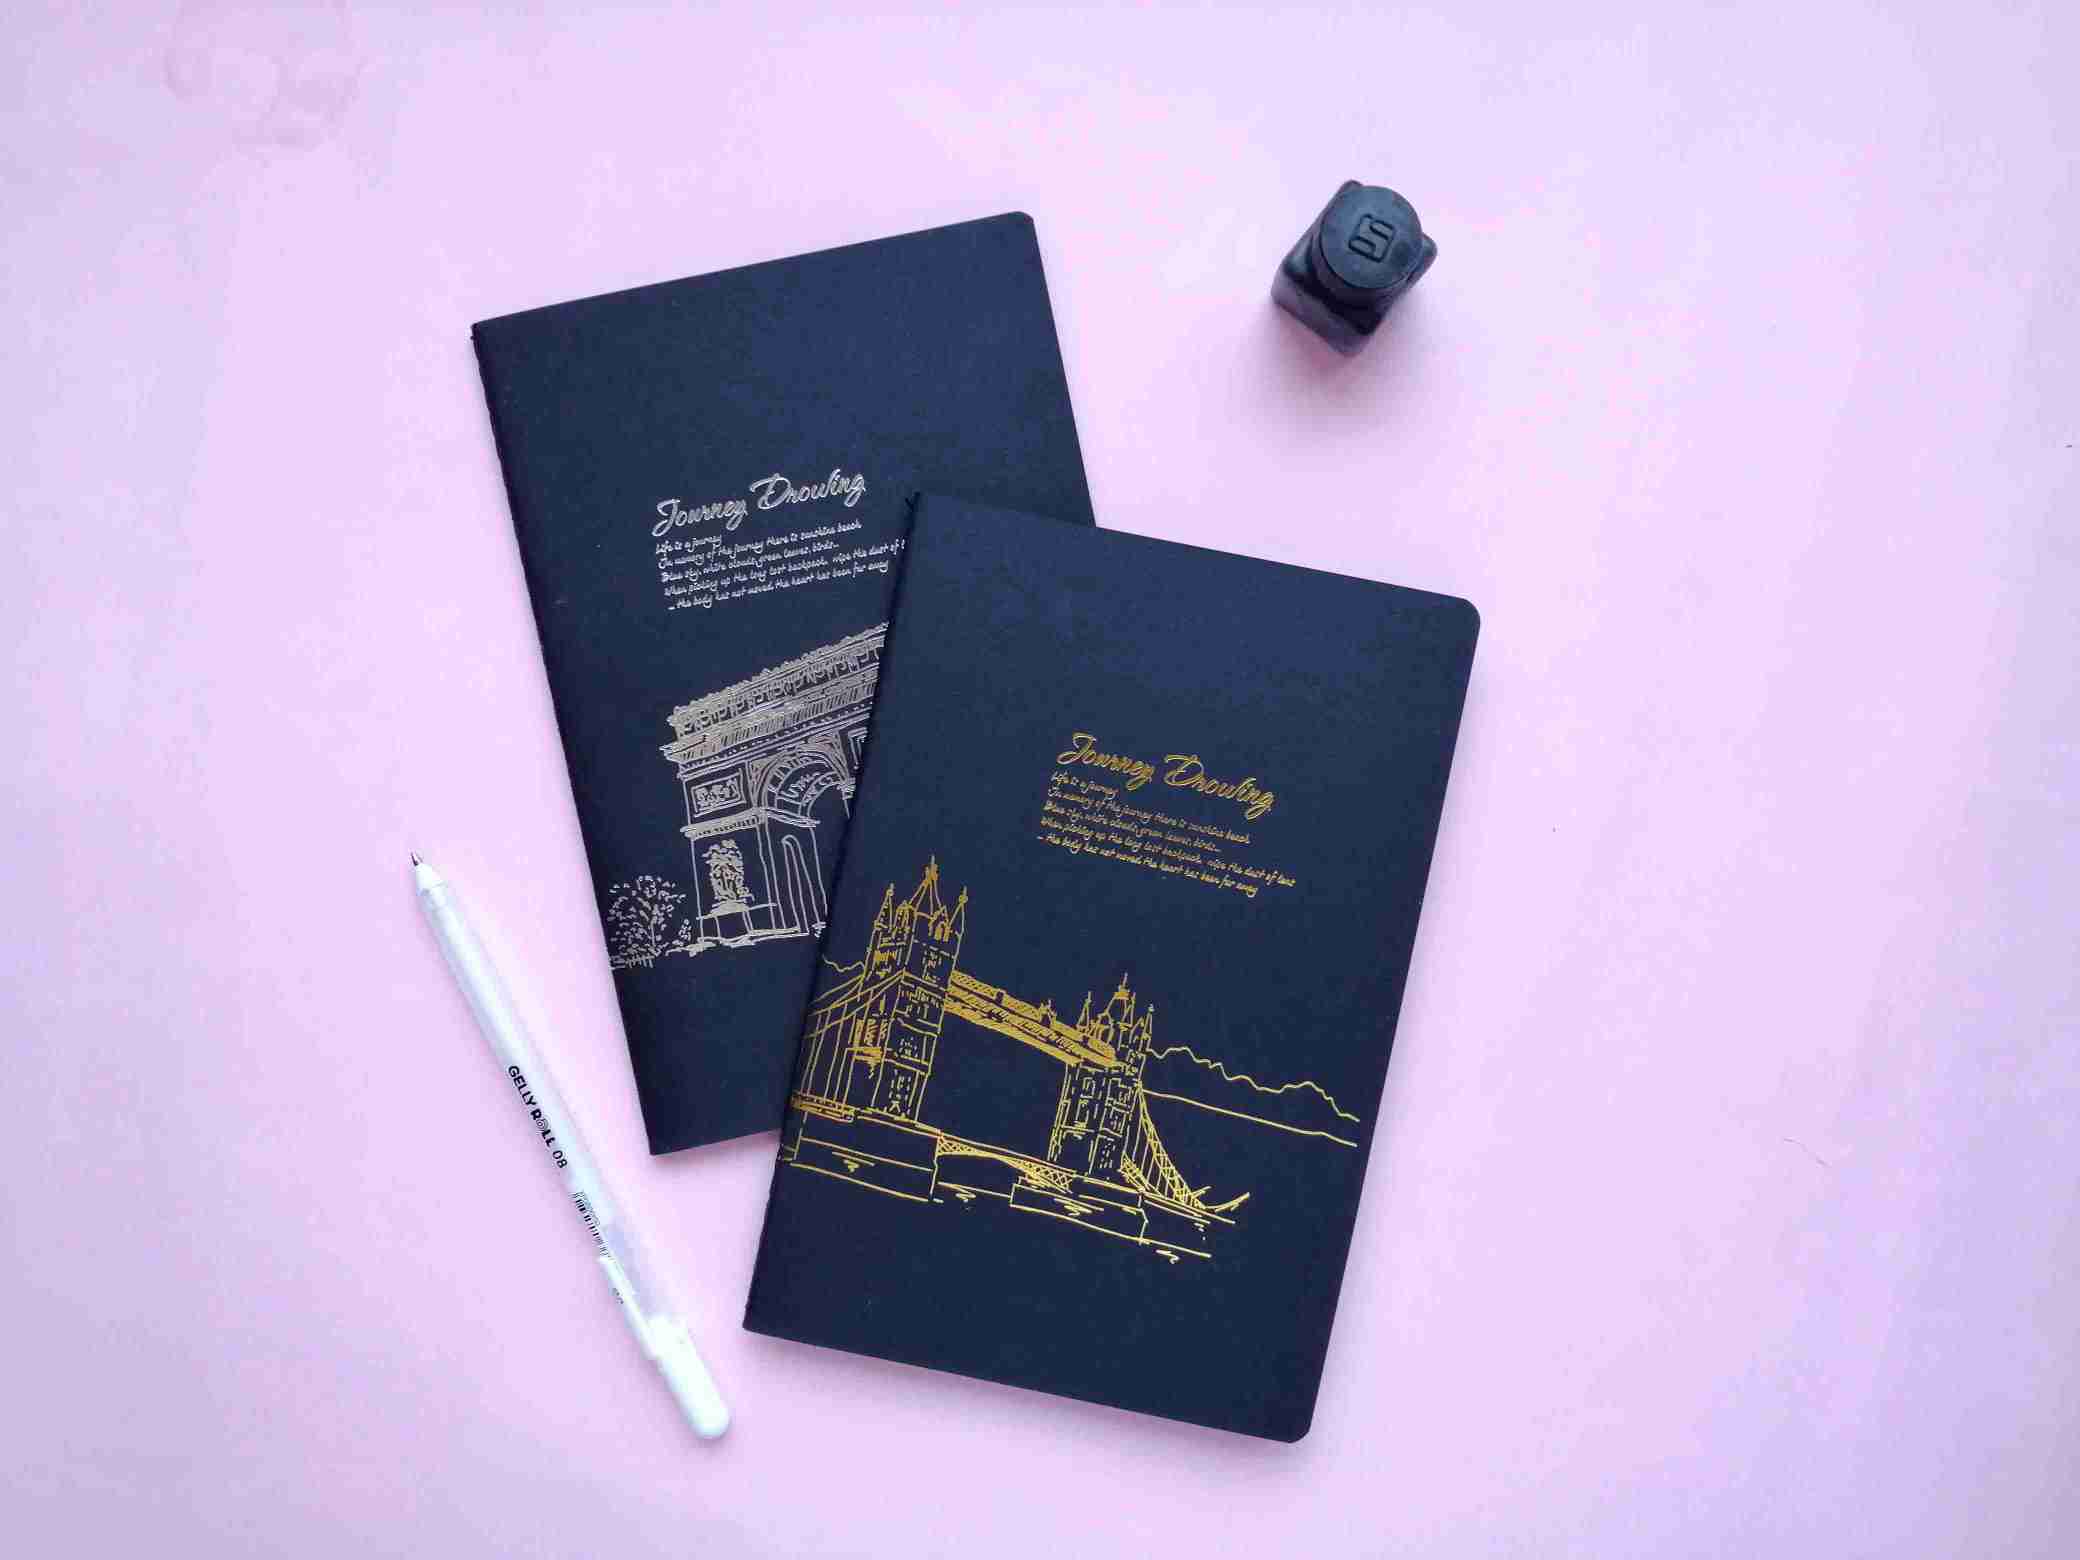 Journey Drowing
Life is a journey
In memory of the journey there is sunshine beach
Blue sky, white clouds, green leaves, birds...
When picking up the long lost backpack, wipe the dust of
- the body has not moved, the heart has been far away
Journey Drowing
Life is a journey
In memory of the journey there is sunshine beach
Blue sky, white clouds, green leaves, birds...
When picking up the long lost backpack, wipe the dust of lens
- the body has not moved, the heart has been far away
GELLY ROLL 08